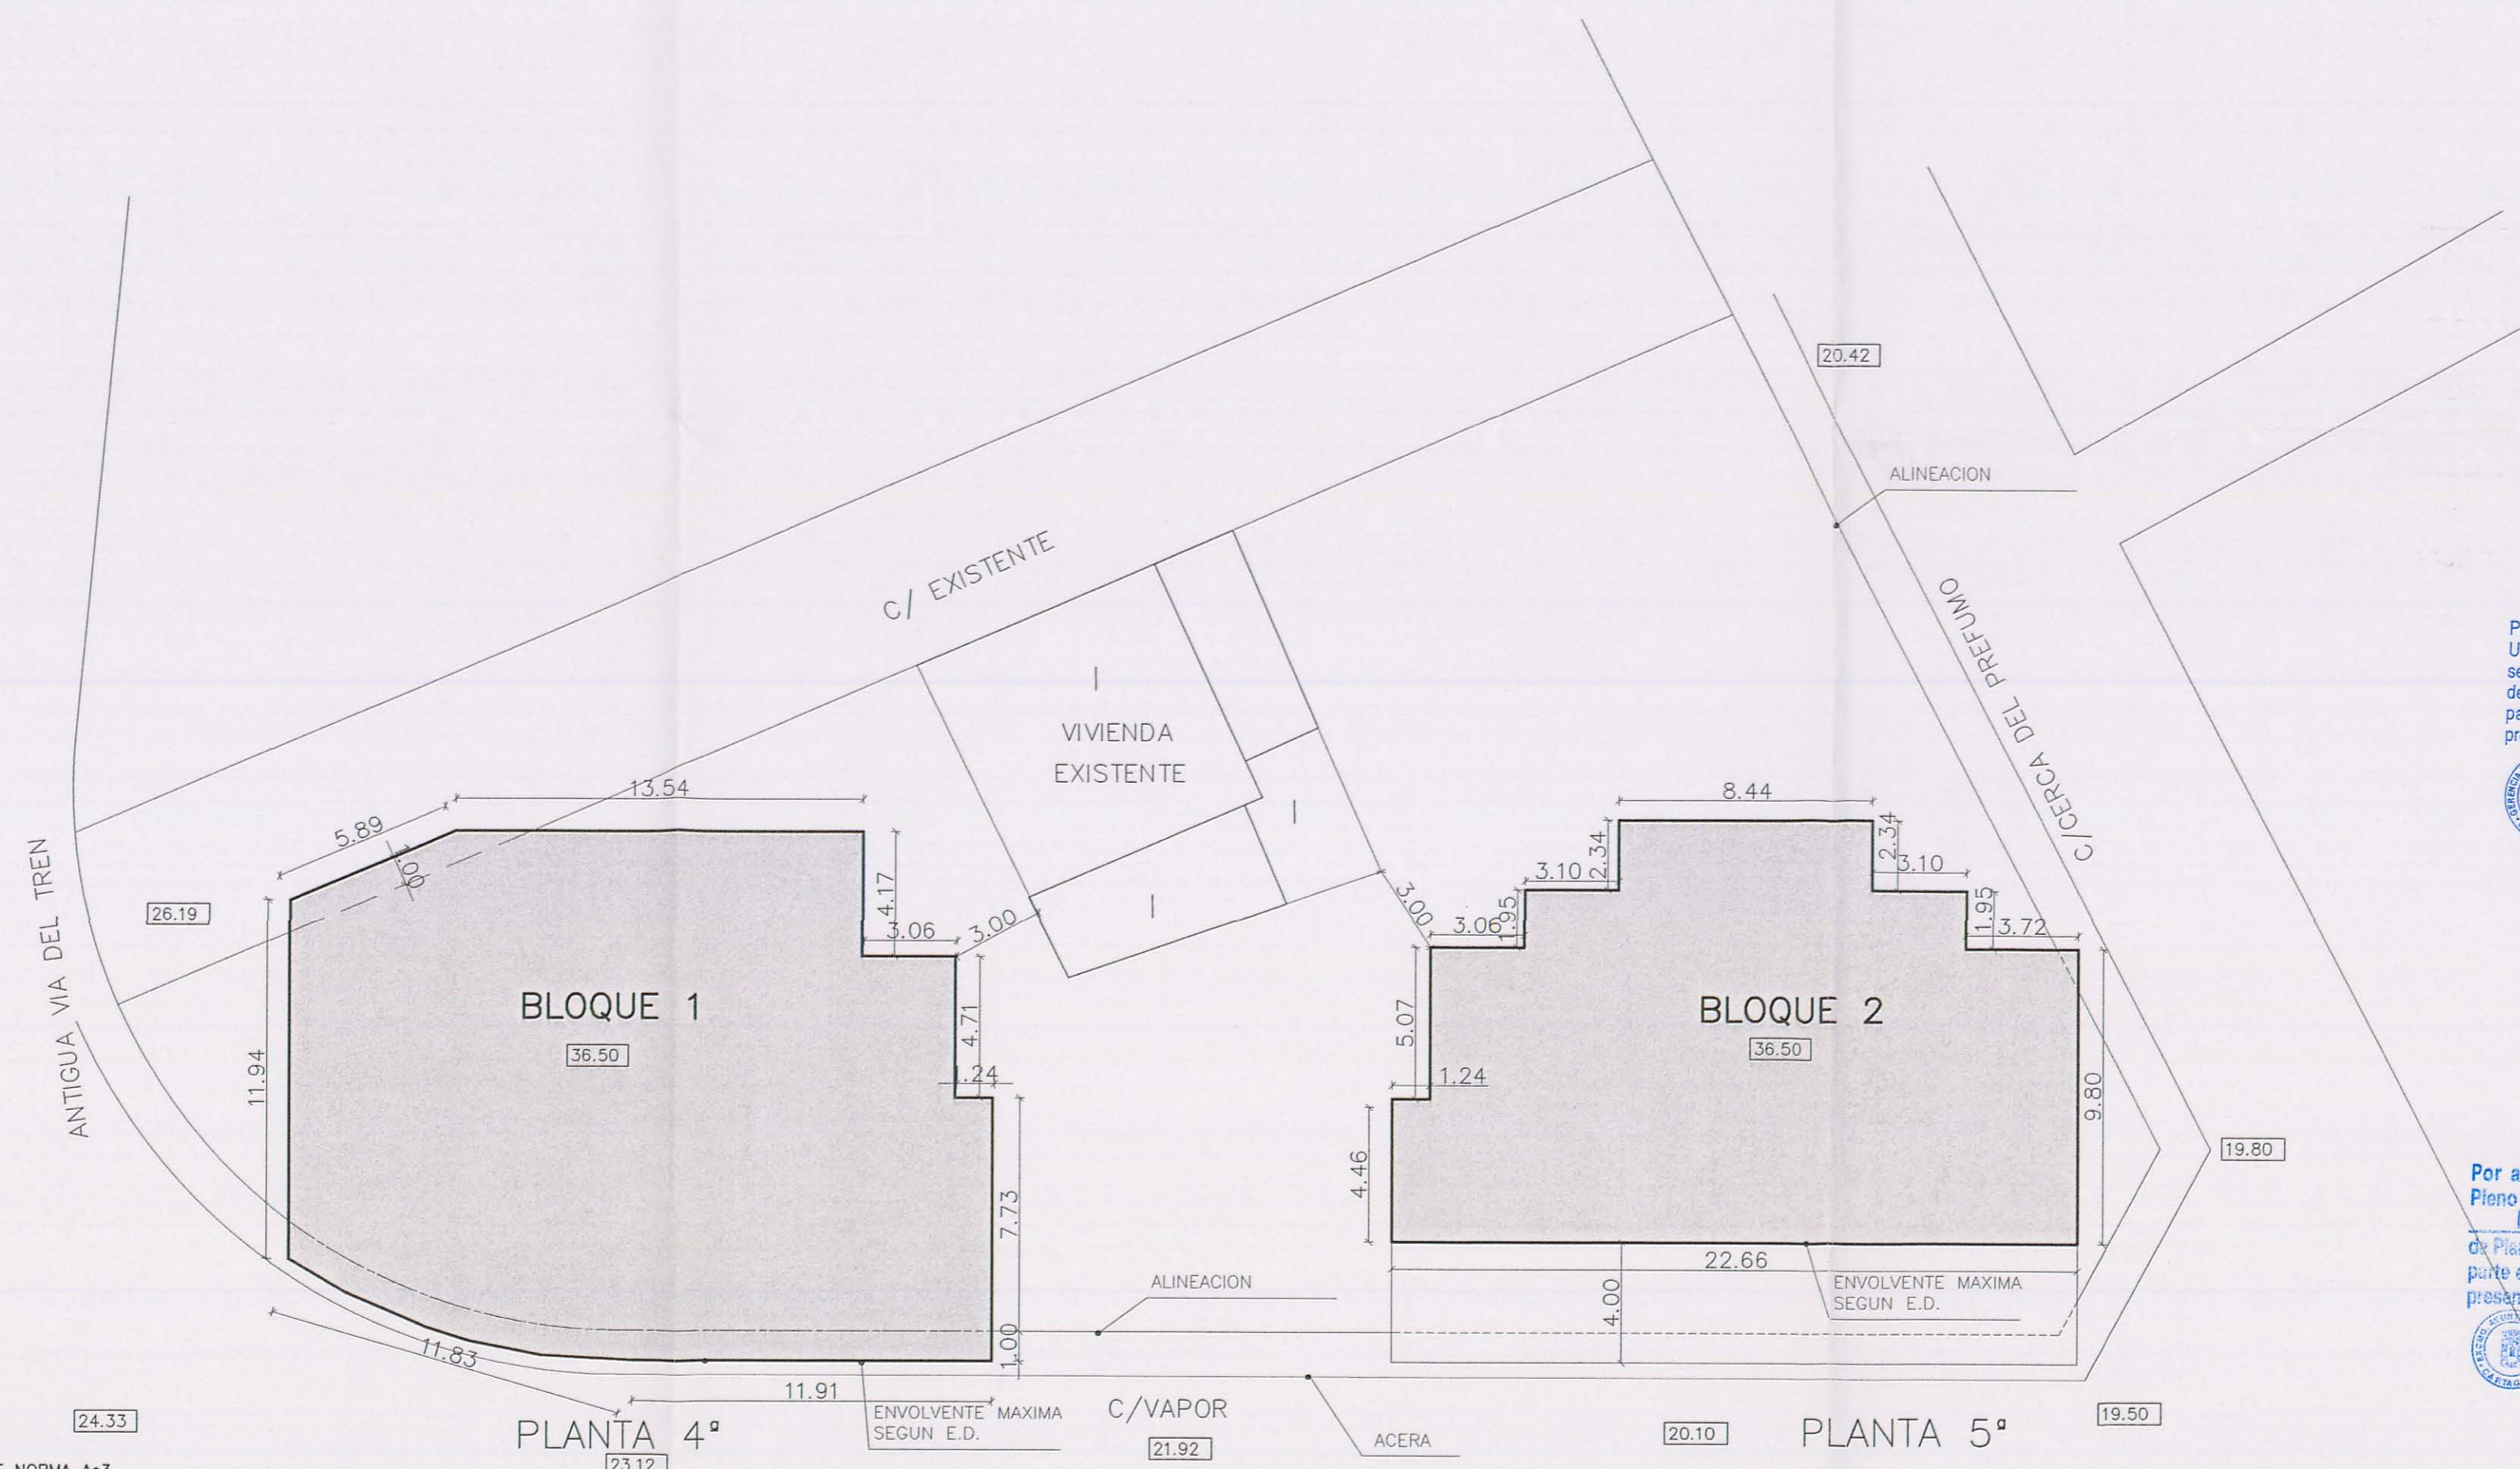 20.42
ALINEACION
C/ EXISTENTE
C/CERCA DEL PREFUMO
I
VIVIENDA
EXISTENTE
I
I
13.54
5.89
1.00
4.17
3.06
3.00
26.19
ANTIGUA VIA DEL TREN
BLOQUE 1
36.50
11.94
4.71
1.24
7.73
1.00
11.83
11.91
8.44
2.34
2.34
3.10
3.10
1.95
1.95
3.00
3.06
3.72
5.07
BLOQUE 2
36.50
1.24
4.46
9.80
19.80
22.66
4.00
ENVOLVENTE MAXIMA
SEGUN E.D.
ALINEACION
ENVOLVENTE MAXIMA
SEGUN E.D.
C/VAPOR
21.92
ACERA
24.33
PLANTA 4ª
23.12
20.10
PLANTA 5ª
19.50
NORMA
Por a
Pleno
de Pla
parte
presen